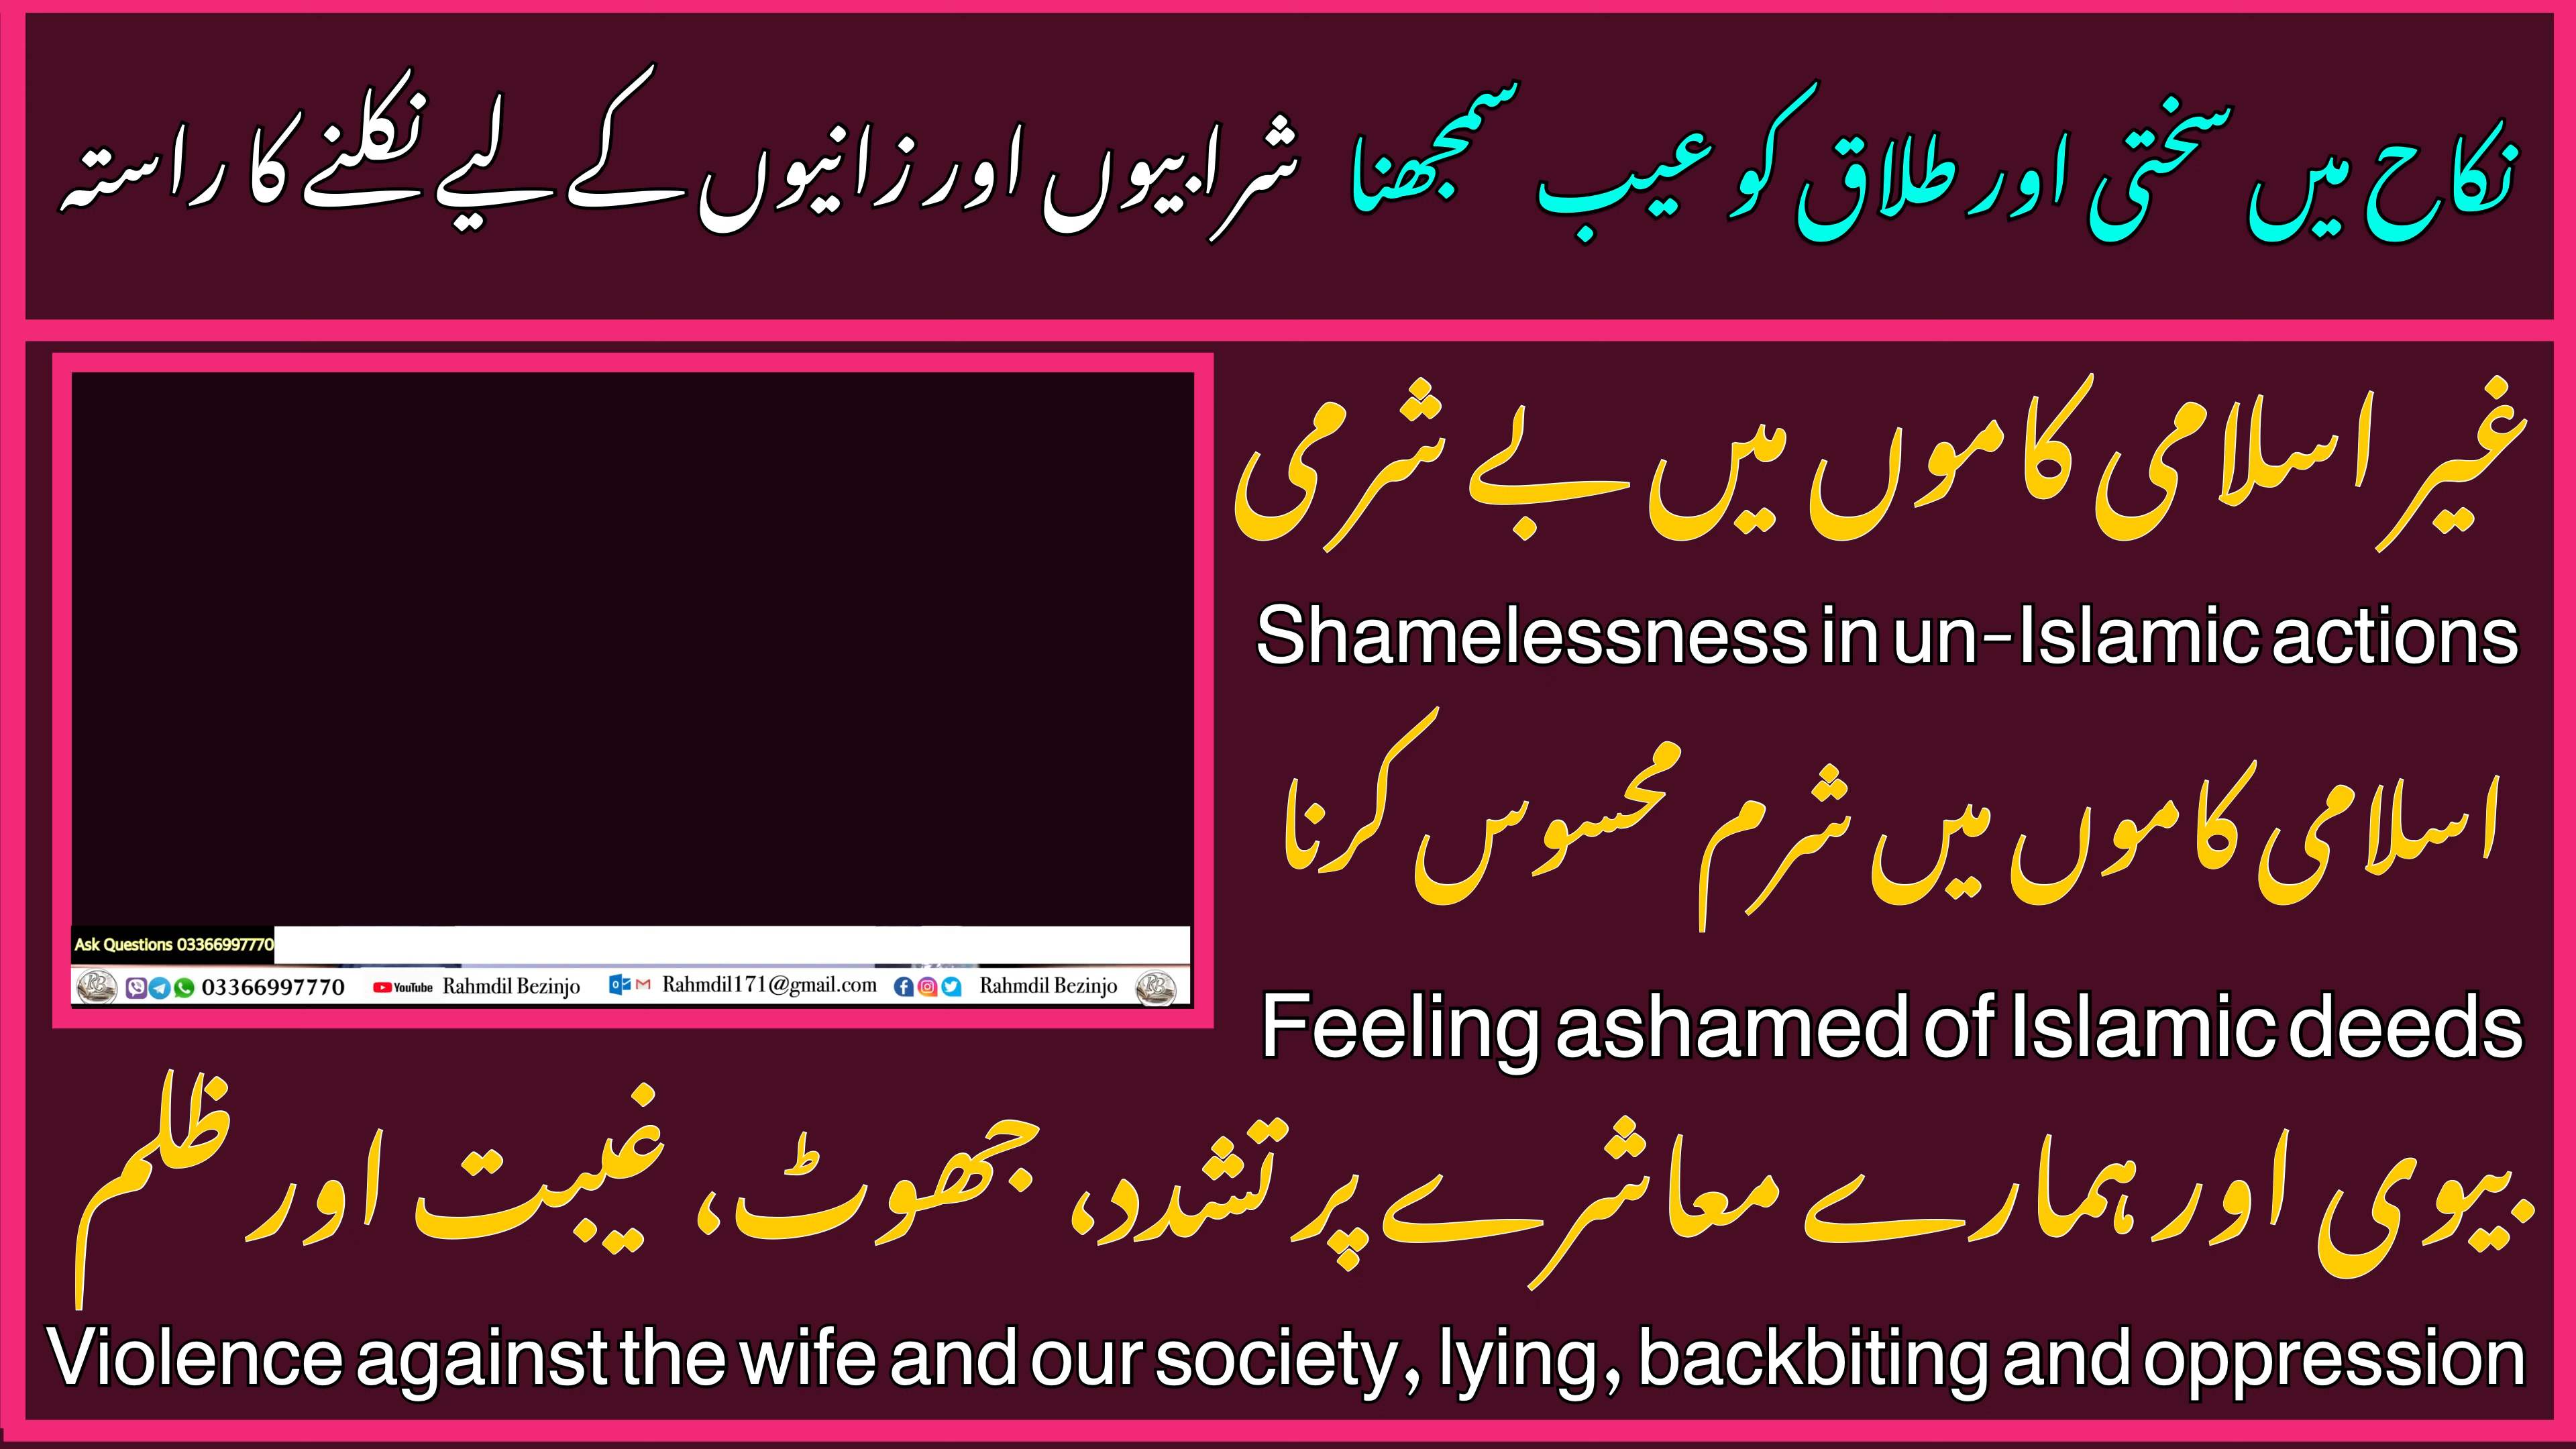 نکاح میں سختی اور طلاق کو عیب سمجھنا شرابیوں اور زانیوں کے لیے نکلنے کا راستہ
غیر اسلامی کاموں میں بے شرمی
Shamelessness in un-Islamic actions
اسلامی کاموں میں شرم محسوس کرنا
Feeling ashamed of Islamic deeds
Ask Questions 03366997770
RB 03366997770 YouTube Rahmdil Bezinjo Rahmdil171@gmail.com Rahmdil Bezinjo RB
بیوی اور ہمارے معاشرے پر تشدد، جھوٹ، غیبت اور ظلم
Violence against the wife and our society, lying, backbiting and oppression